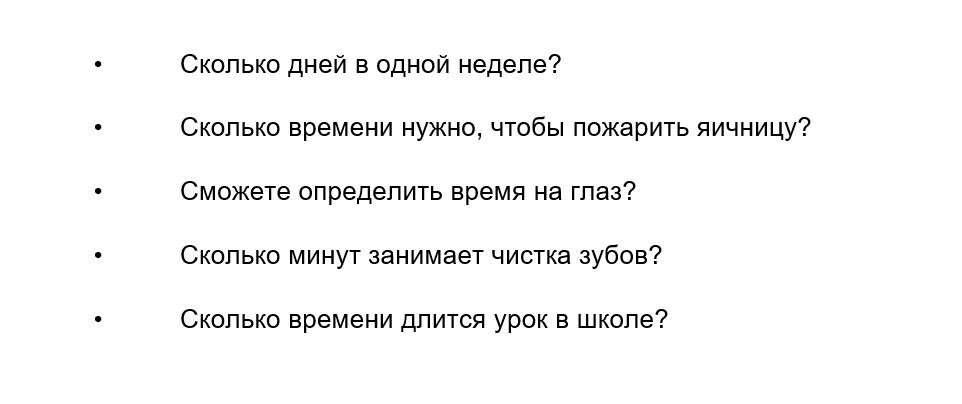 • Сколько дней в одной неделе?
• Сколько времени нужно, чтобы пожарить яичницу?
• Сможете определить время на глаз?
• Сколько минут занимает чистка зубов?
• Сколько времени длится урок в школе?